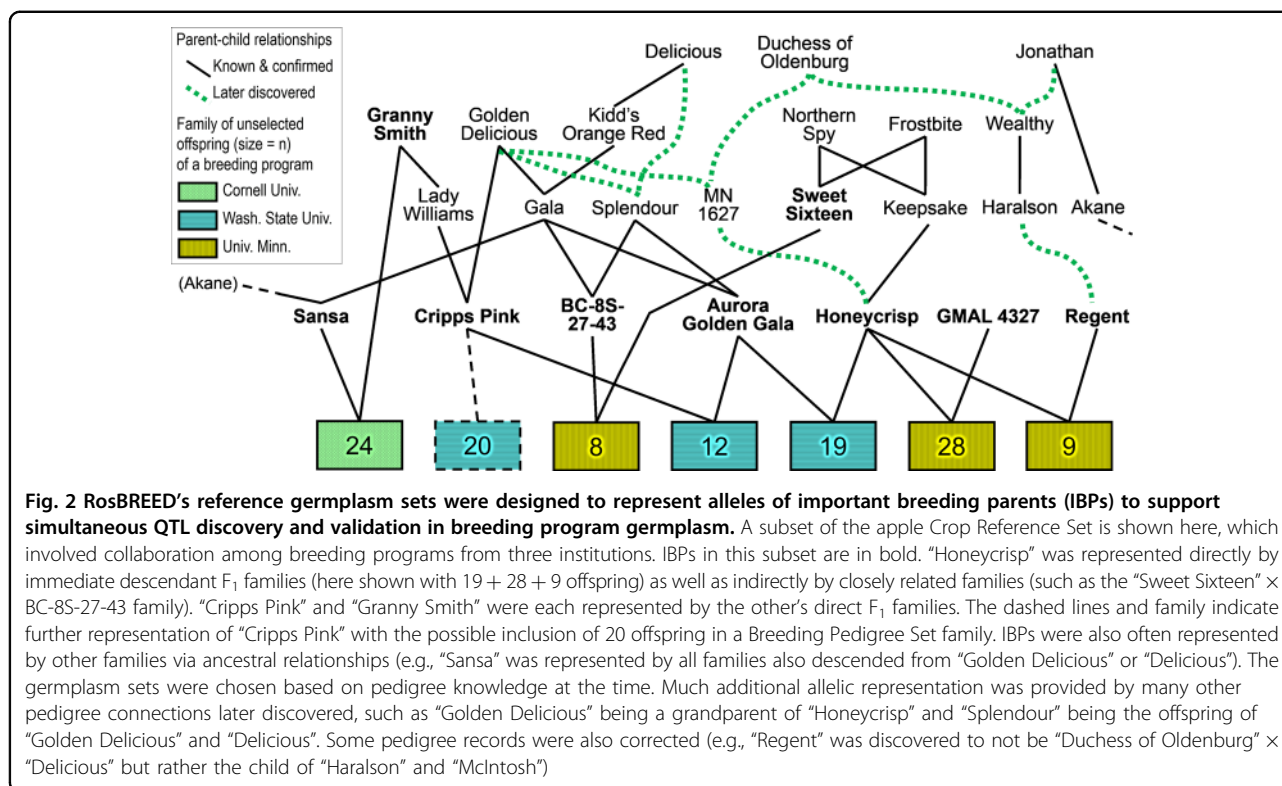 Parent-child relationships
Known & confirmed
Later discovered
Family of unselected
offspring (size = n)
of a breeding program
Cornell Univ.
Wash. State Univ.
Univ. Minn.
Delicious
Duchess of
Oldenburg
Jonathan
Granny
Smith
Golden
Delicious
Kidd's
Orange Red
Northern
Spy
Frostbite
Wealthy
Lady
Williams
Gala
Splendour
MN
1627
Sweet
Sixteen
Keepsake
Haralson
Akane
(Akane)
Sansa
Cripps Pink
BC-8S-
27-43
Aurora
Golden Gala
Honeycrisp
GMAL 4327
Regent
24
20
8
12
19
28
9
Fig. 2 RosBREED's reference germplasm sets were designed to represent alleles of important breeding parents (IBPs) to support
simultaneous QTL discovery and validation in breeding program germplasm. A subset of the apple Crop Reference Set is shown here, which
involved collaboration among breeding programs from three institutions. IBPs in this subset are in bold. "Honeycrisp" was represented directly by
immediate descendant F₁ families (here shown with 19 + 28 + 9 offspring) as well as indirectly by closely related families (such as the "Sweet Sixteen" ×
BC-8S-27-43 family). "Cripps Pink" and "Granny Smith" were each represented by the other's direct F₁ families. The dashed lines and family indicate
further representation of "Cripps Pink" with the possible inclusion of 20 offspring in a Breeding Pedigree Set family. IBPs were also often represented
by other families via ancestral relationships (e.g., "Sansa" was represented by all families also descended from "Golden Delicious" or "Delicious"). The
germplasm sets were chosen based on pedigree knowledge at the time. Much additional allelic representation was provided by many other
pedigree connections later discovered, such as "Golden Delicious" being a grandparent of "Honeycrisp" and "Splendour" being the offspring of
"Golden Delicious" and "Delicious". Some pedigree records were also corrected (e.g., "Regent" was discovered to not be "Duchess of Oldenburg" ×
"Delicious" but rather the child of "Haralson" and "McIntosh")